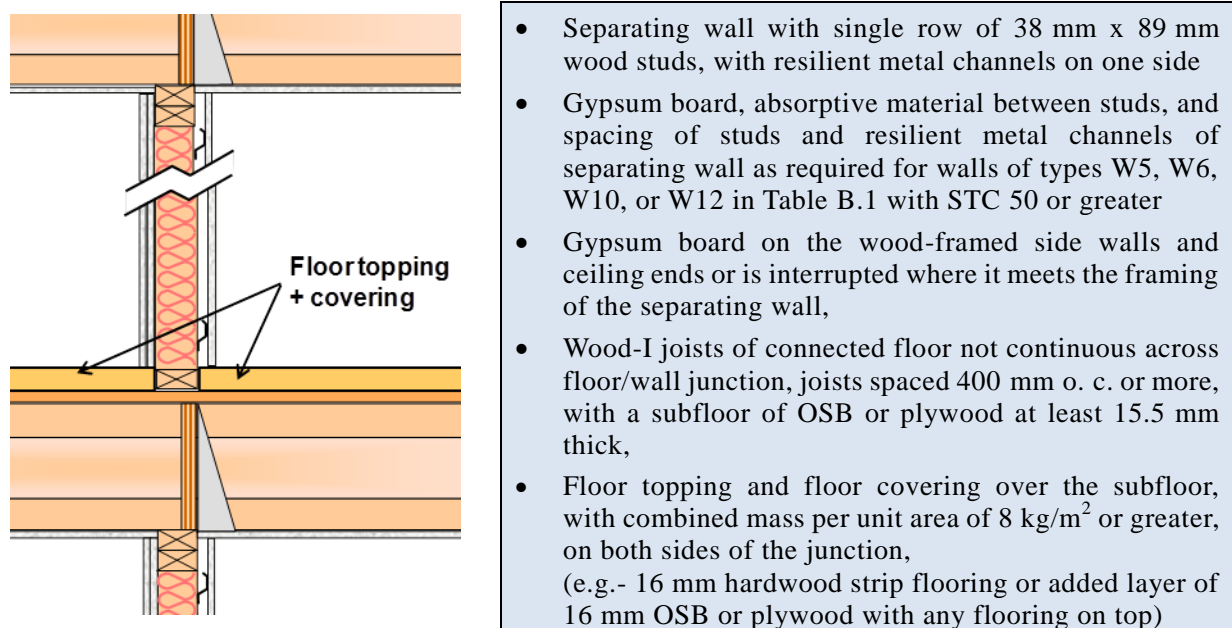 Floor topping
+ covering
• Separating wall with single row of 38 mm x 89 mm
wood studs, with resilient metal channels on one side
• Gypsum board, absorptive material between studs, and
spacing of studs and resilient metal channels of
separating wall as required for walls of types W5, W6,
W10, or W12 in Table B.1 with STC 50 or greater
• Gypsum board on the wood-framed side walls and
ceiling ends or is interrupted where it meets the framing
of the separating wall,
• Wood-I joists of connected floor not continuous across
floor/wall junction, joists spaced 400 mm o. c. or more,
with a subfloor of OSB or plywood at least 15.5 mm
thick,
• Floor topping and floor covering over the subfloor,
with combined mass per unit area of 8 kg/m² or greater,
on both sides of the junction,
(e.g.- 16 mm hardwood strip flooring or added layer of
16 mm OSB or plywood with any flooring on top)